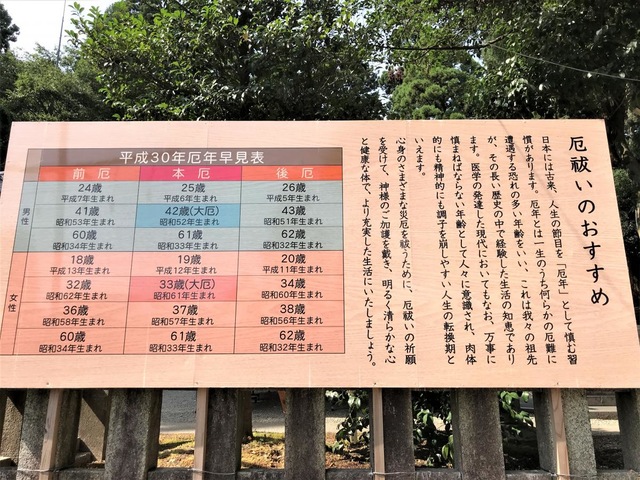 厄祓いのおすすめ
日本には古来、人生の節目を「厄年」として慎む習
慣があります。厄年とは一生のうち何らかの厄難に
遭遇する恐れの多い年齢をいい、これは我々の祖先
が、その長い歴史の中で経験した生活の知恵であり
ます。医学の発達した現代においてもなお、万事に
慎まねばならない年齢として人々に意識され、肉体
的にも精神的にも調子を崩しやすい人生の転換期と
いえます。
心身のさまざまな災厄を祓うために、厄祓いの祈願
を受けて、神様のご加護を戴き、明るく清らかな心
と健康な体で、より充実した生活にいたしましょう。
平成30年厄年早見表
前厄 本厄 後厄
男性
24歳 25歳 26歳
平成7年生まれ 平成6年生まれ 平成5年生まれ
41歳 42歳(大厄) 43歳
昭和53年生まれ 昭和52年生まれ 昭和51年生まれ
60歳 61歳 62歳
昭和34年生まれ 昭和33年生まれ 昭和32年生まれ
女性
18歳 19歳 20歳
平成13年生まれ 平成12年生まれ 平成11年生まれ
32歳 33歳(大厄) 34歳
昭和62年生まれ 昭和61年生まれ 昭和60年生まれ
36歳 37歳 38歳
昭和58年生まれ 昭和57年生まれ 昭和56年生まれ
60歳 61歳 62歳
昭和34年生まれ 昭和33年生まれ 昭和32年生まれ